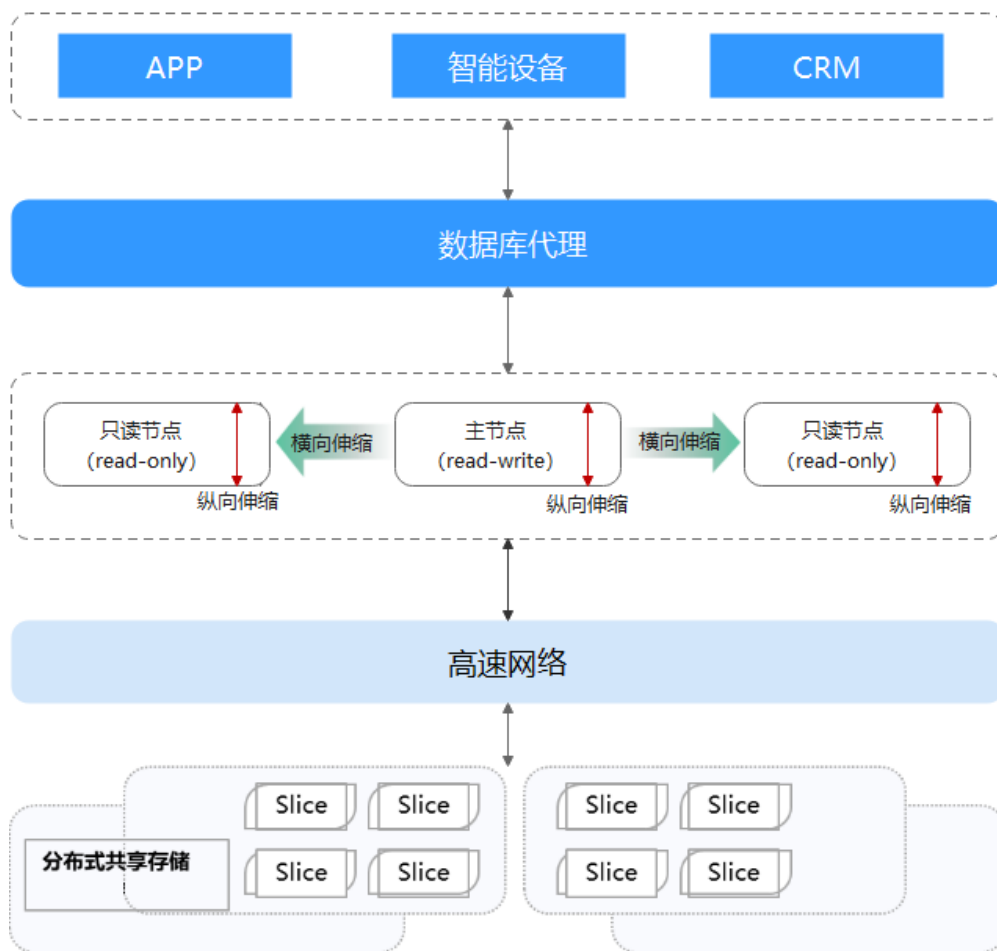 APP
智能设备
CRM
数据库代理
只读节点
（read-only）
纵向伸缩
横向伸缩
主节点
（read-write）
纵向伸缩
横向伸缩
只读节点
（read-only）
纵向伸缩
高速网络
Slice
Slice
Slice
Slice
分布式共享存储
Slice
Slice
Slice
Slice